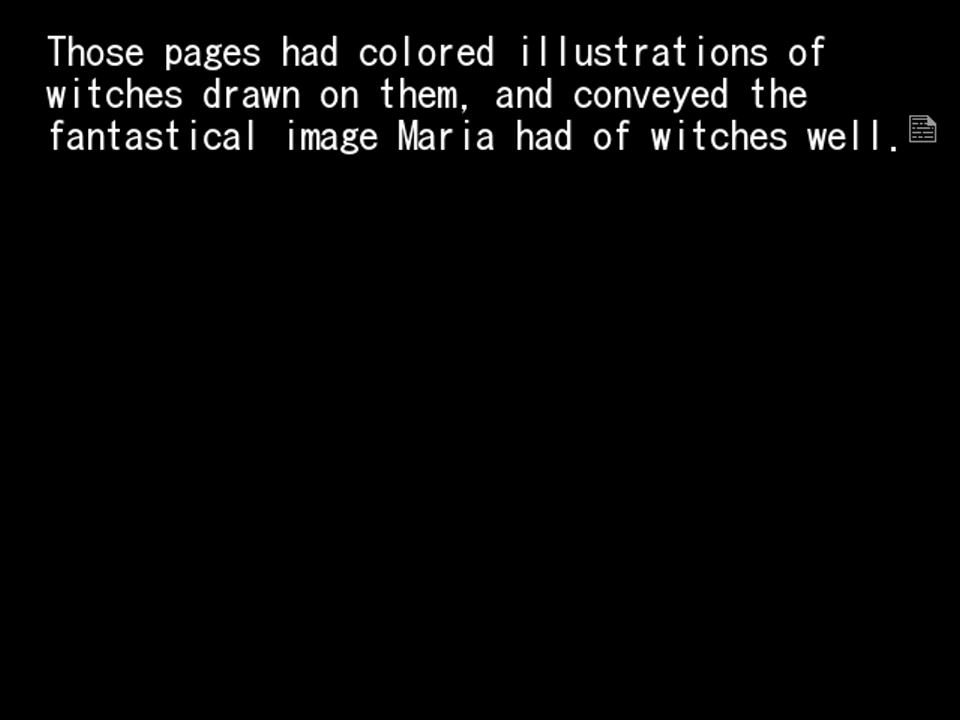 Those pages had colored illustrations of
witches drawn on them, and conveyed the
fantastical image Maria had of witches well.